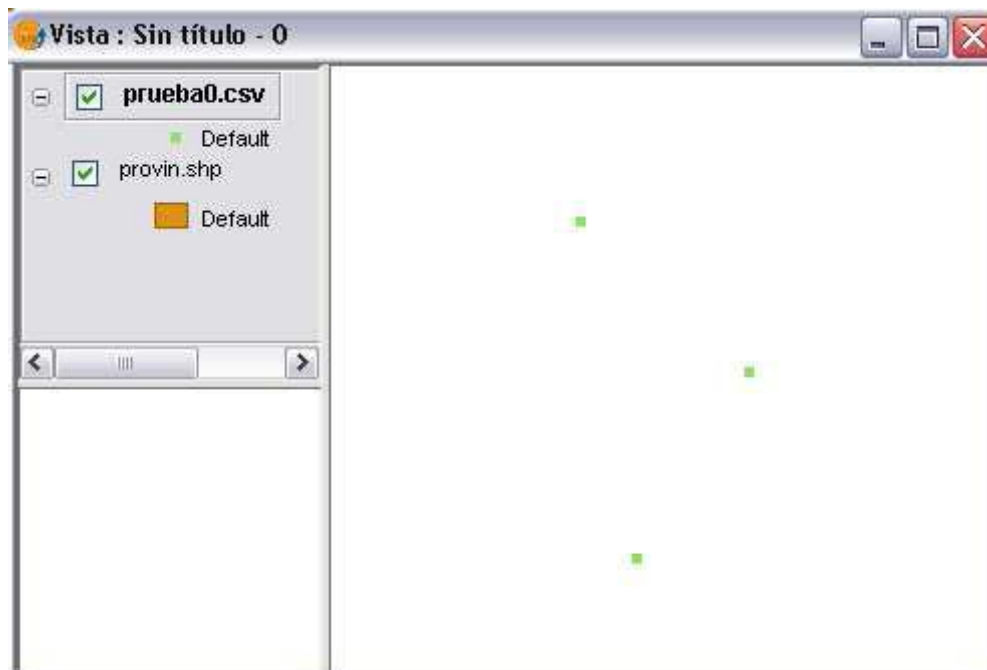 Vista : Sin título - 0
prueba0.csv
Default
provin.shp
Default